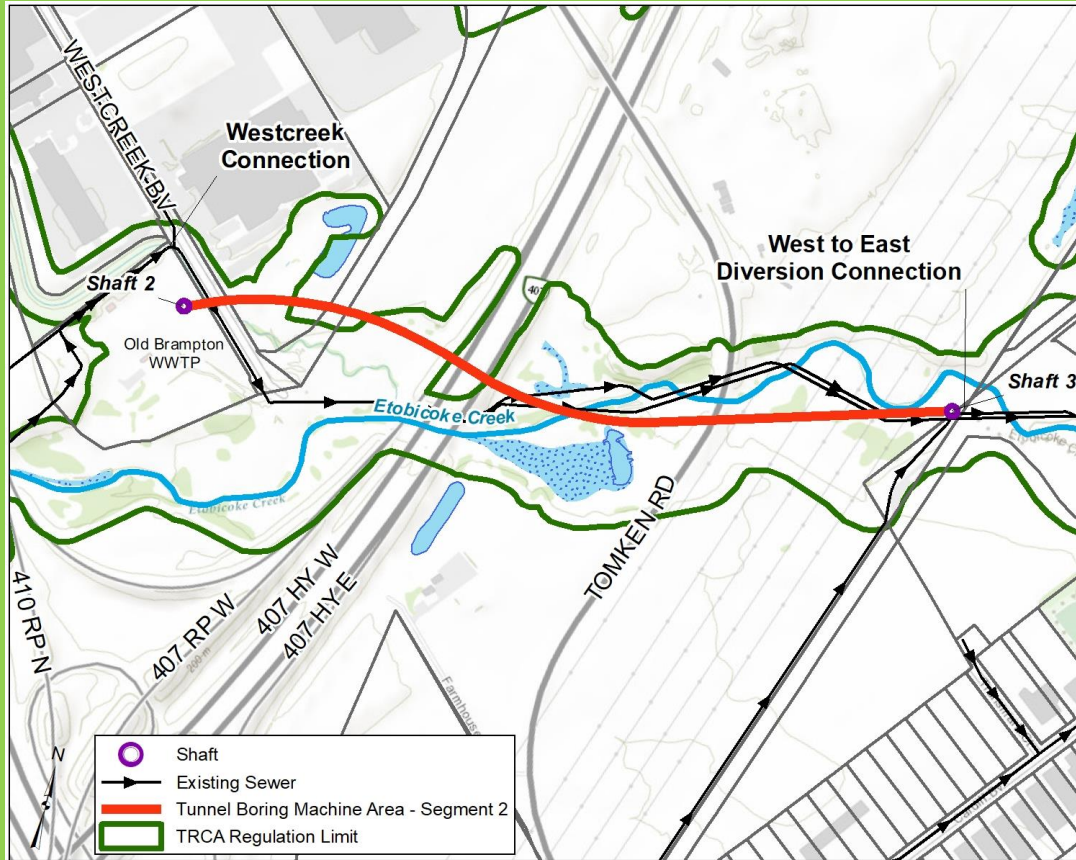 WESTCREEK BV
Westcreek
Connection
Shaft 2
Old Brampton
WWTP
407
West to East
Diversion Connection
Shaft 3
Etobicoke Creek
Etobicoke Creek
TOMKEN RD
410 RP N
407 RP W
407 HY W
407 HY E
200 m
Farmhouse
N
Shaft
Existing Sewer
Tunnel Boring Machine Area - Segment 2
TRCA Regulation Limit